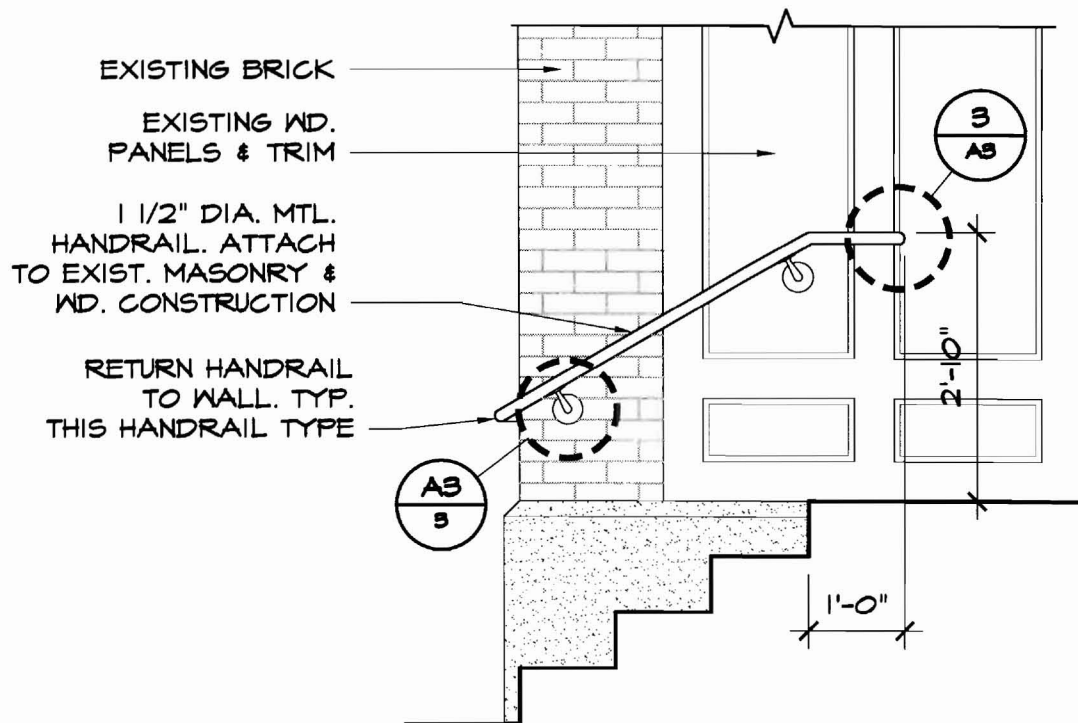 EXISTING BRICK
EXISTING WD.
PANELS & TRIM
1 1/2" DIA. MTL.
HANDRAIL. ATTACH
TO EXIST. MASONRY &
WD. CONSTRUCTION
RETURN HANDRAIL
TO WALL. TYP.
THIS HANDRAIL TYPE
3
A3
A3
3
2'-10"
1'-0"